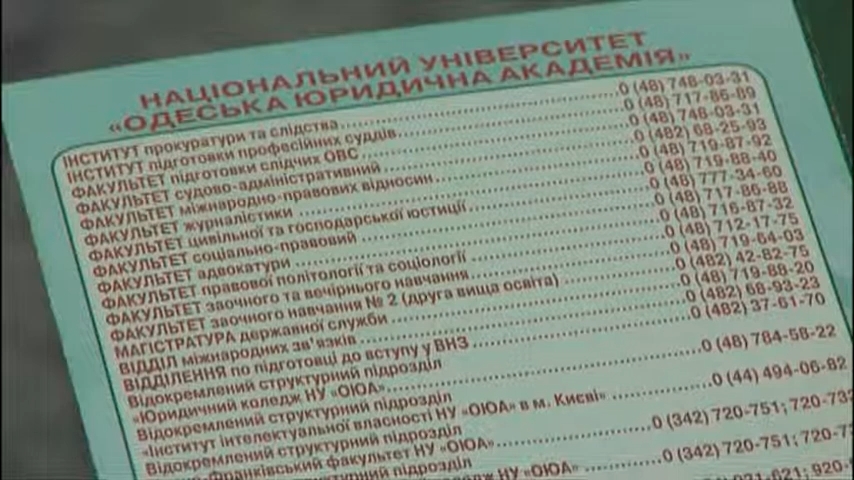 НАЦІОНАЛЬНИЙ УНІВЕРСИТЕТ
«ОДЕСЬКА ЮРИДИЧНА АКАДЕМІЯ»
ІНСТИТУТ прокуратури та слідства 0 (48) 748-03-31
ІНСТИТУТ підготовки професійних суддів 0 (48) 717-86-89
ФАКУЛЬТЕТ підготовки слідчих ОВС 0 (48) 748-03-31
ФАКУЛЬТЕТ судово-адміністративний 0 (482) 68-25-93
ФАКУЛЬТЕТ міжнародно-правових відносин 0 (48) 719-87-92
ФАКУЛЬТЕТ журналістики 0 (48) 719-88-40
ФАКУЛЬТЕТ цивільної та господарської юстиції 0 (48) 777-34-60
ФАКУЛЬТЕТ соціально-правовий 0 (48) 717-86-88
ФАКУЛЬТЕТ адвокатури 0 (48) 716-87-32
ФАКУЛЬТЕТ правової політології та соціології 0 (48) 712-17-75
ФАКУЛЬТЕТ заочного та вечірнього навчання 0 (48) 719-64-03
ФАКУЛЬТЕТ заочного навчання № 2 (друга вища освіта) 0 (482) 42-82-75
МАГІСТРАТУРА державної служби 0 (48) 719-88-20
ВІДДІЛ міжнародних зв'язків 0 (482) 68-93-23
ВІДДІЛЕННЯ по підготовці до вступу у ВНЗ 0 (482) 37-61-70
Відокремлений структурний підрозділ
«Юридичний коледж НУ «ОЮА» 0 (48) 784-58-22
Відокремлений структурний підрозділ
«Інститут інтелектуальної власності НУ «ОЮА» в м. Києві» 0 (44) 494-06-82
Відокремлений структурний підрозділ
Франківський факультет НУ «ОЮА» 0 (342) 720-751; 720-73
структурний підрозділ
НУ «ОЮА» 0 (342) 720-751; 720-7
621; 920-